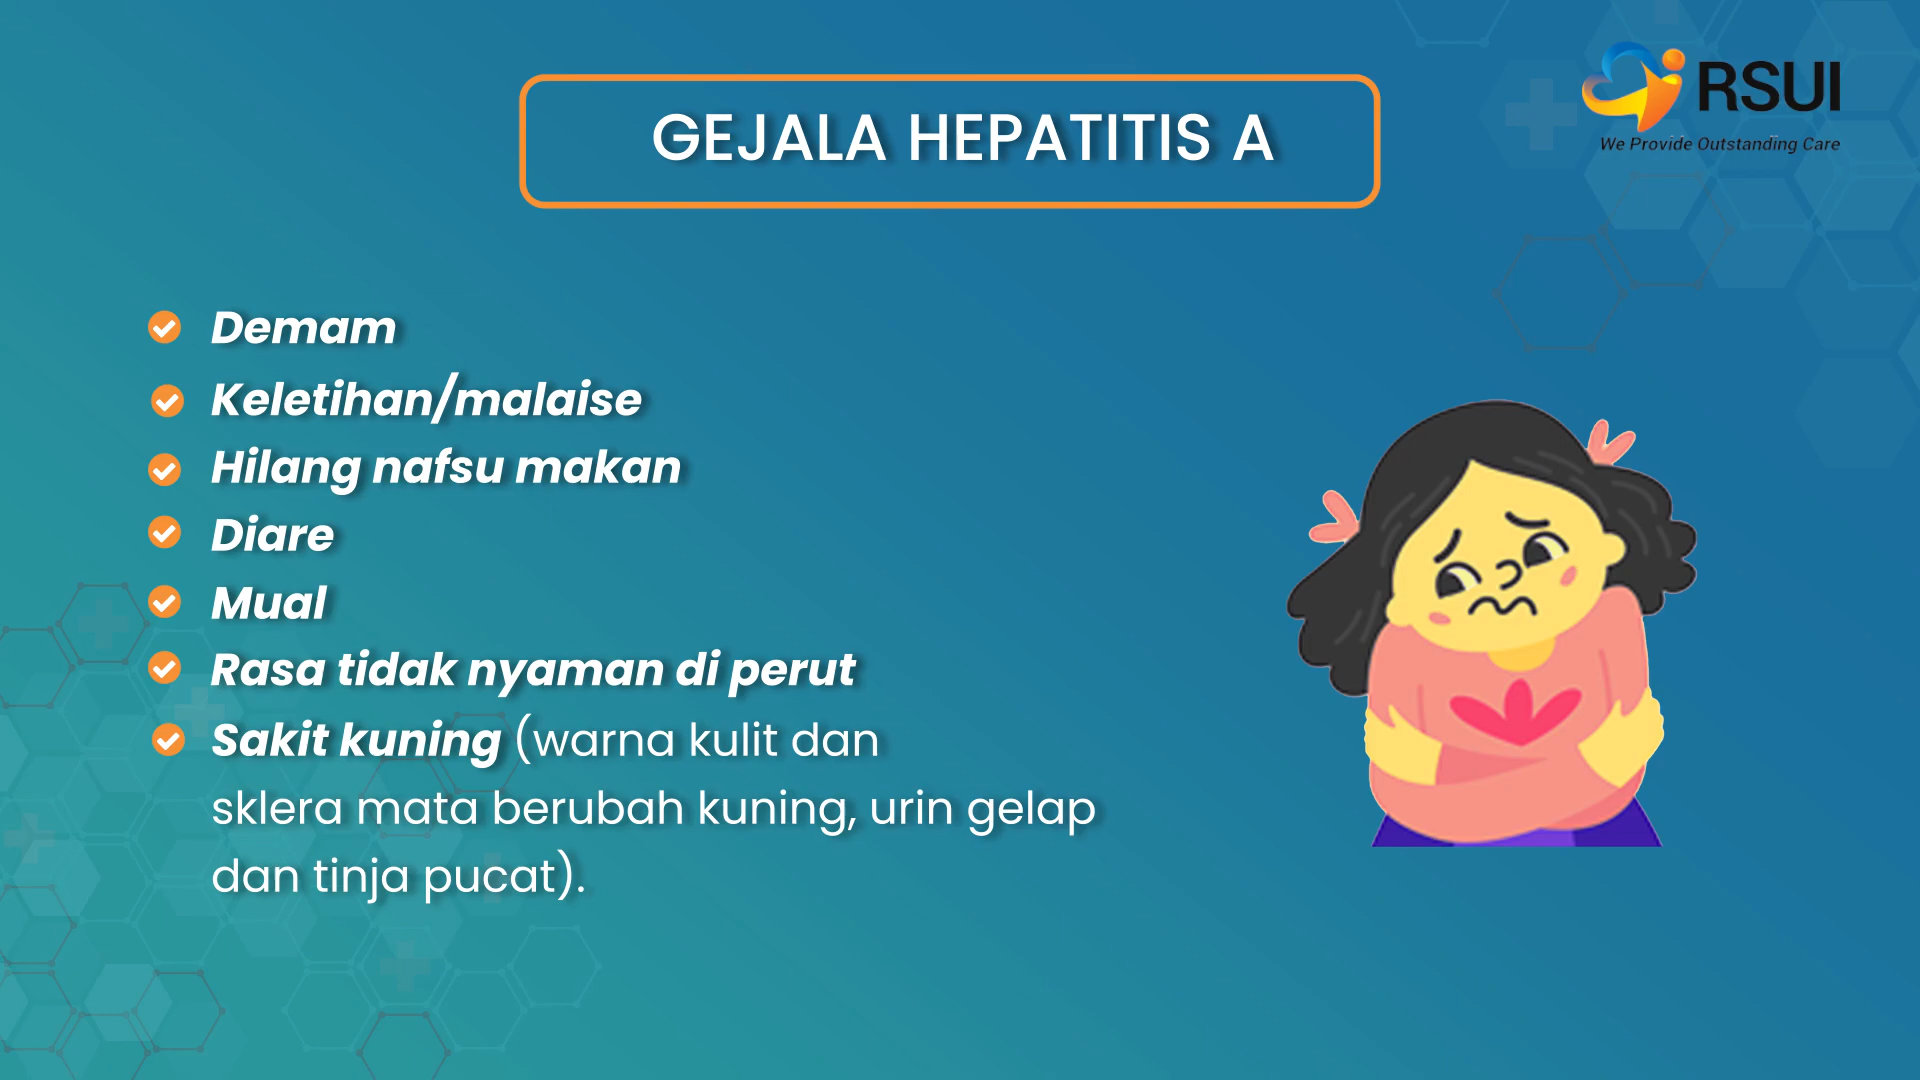 GEJALA HEPATITIS A
RSUI
We Provide Outstanding Care
Demam
Keletihan/malaise
Hilang nafsu makan
Diare
Mual
Rasa tidak nyaman di perut
Sakit kuning (warna kulit dan
sklera mata berubah kuning, urin gelap
dan tinja pucat).